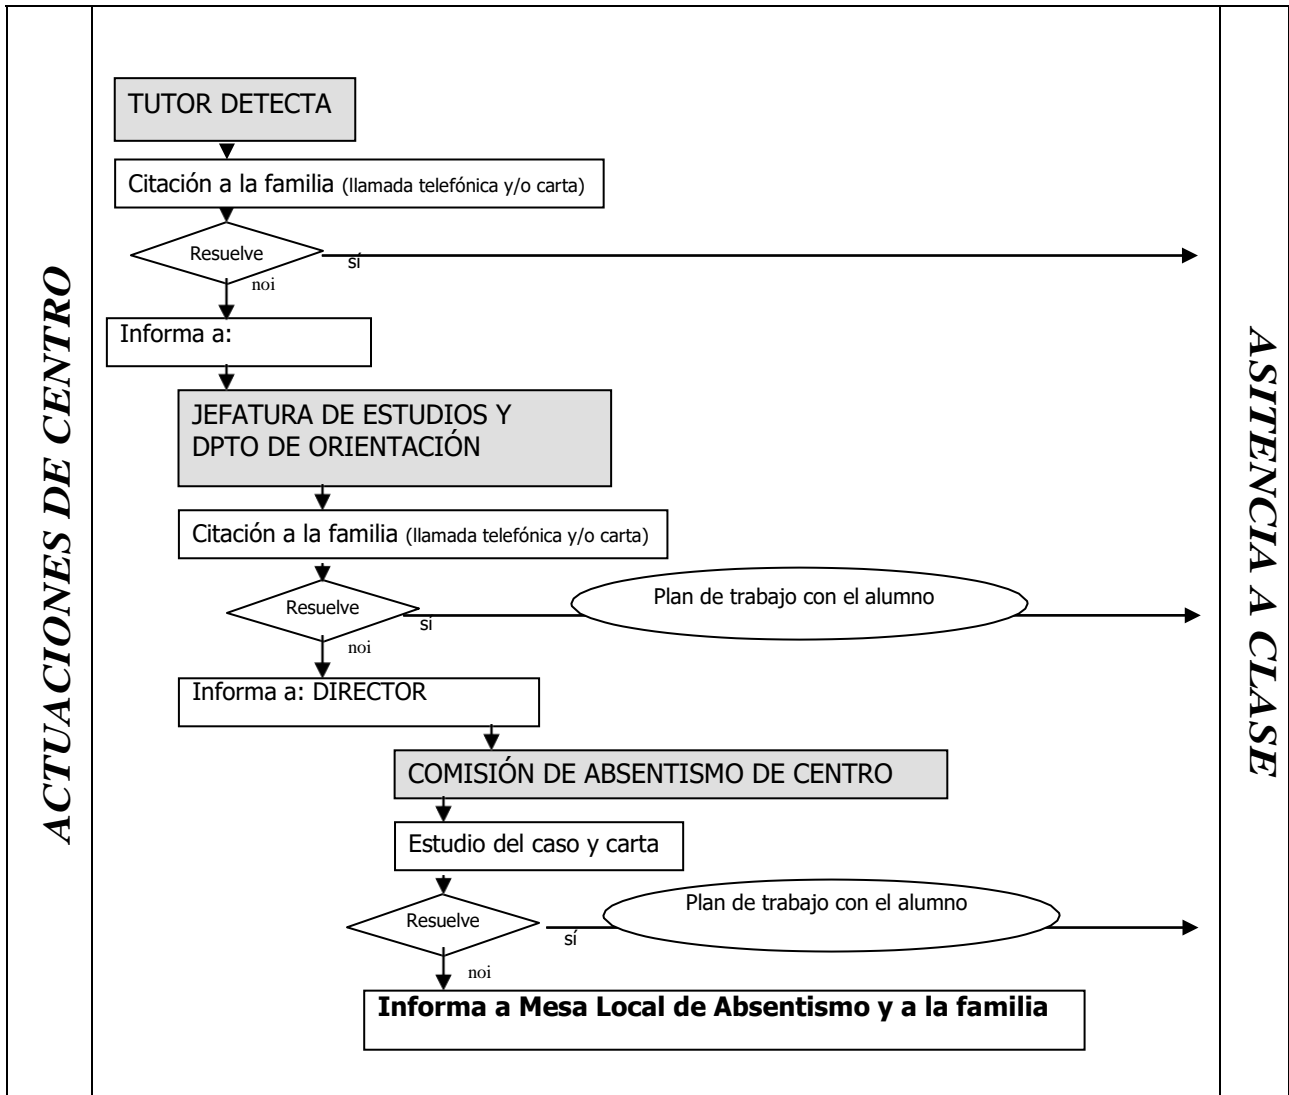 ACTUACIONES DE CENTRO
TUTOR DETECTA
Citación a la familia (llamada telefónica y/o carta)
Resuelve
sí
noi
Informa a:
JEFATURA DE ESTUDIOS Y
DPTO DE ORIENTACIÓN
Citación a la familia (llamada telefónica y/o carta)
Resuelve
sí
Plan de trabajo con el alumno
noi
Informa a: DIRECTOR
COMISIÓN DE ABSENTISMO DE CENTRO
Estudio del caso y carta
Resuelve
sí
Plan de trabajo con el alumno
noi
Informa a Mesa Local de Absentismo y a la familia
ASITENCIA A CLASE